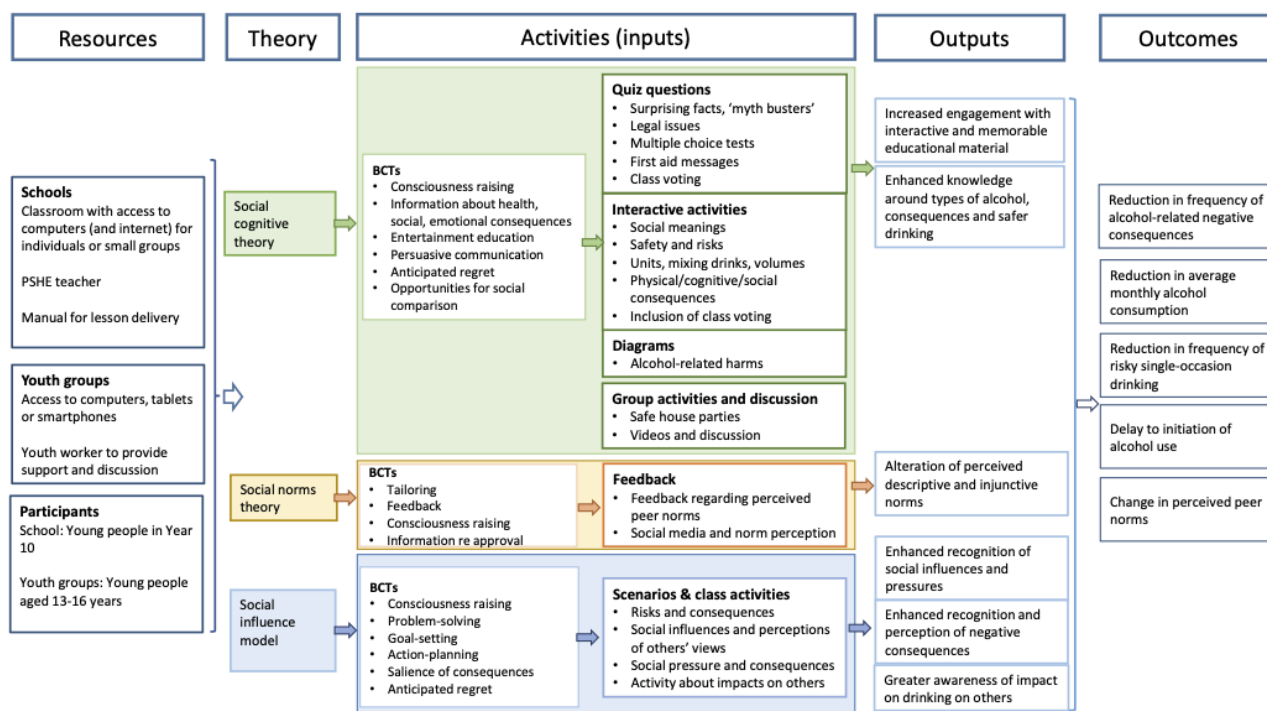 Resources
Theory
Activities (inputs)
Outputs
Outcomes
Schools
Classroom with access to
computers (and internet) for
individuals or small groups
PSHE teacher
Manual for lesson delivery
Youth groups
Access to computers, tablets
or smartphones
Youth worker to provide
support and discussion
Participants
School: Young people in Year
10
Youth groups: Young people
aged 13-16 years
Social
cognitive
theory
BCTs
• Consciousness raising
• Information about health,
social, emotional consequences
• Entertainment education
• Persuasive communication
• Anticipated regret
• Opportunities for social
comparison
Quiz questions
• Surprising facts, ‘myth busters’
• Legal issues
• Multiple choice tests
• First aid messages
• Class voting
Interactive activities
• Social meanings
• Safety and risks
• Units, mixing drinks, volumes
• Physical/cognitive/social
consequences
• Inclusion of class voting
Diagrams
• Alcohol-related harms
Group activities and discussion
• Safe house parties
• Videos and discussion
Increased engagement with
interactive and memorable
educational material
Enhanced knowledge
around types of alcohol,
consequences and safer
drinking
Social norms
theory
BCTs
• Tailoring
• Feedback
• Consciousness raising
• Information re approval
Feedback
• Feedback regarding perceived
peer norms
• Social media and norm perception
Alteration of perceived
descriptive and injunctive
norms
Social
influence
model
BCTs
• Consciousness raising
• Problem-solving
• Goal-setting
• Action-planning
• Salience of consequences
• Anticipated regret
Scenarios & class activities
• Risks and consequences
• Social influences and perceptions
of others’ views
• Social pressure and consequences
• Activity about impacts on others
Enhanced recognition of
social influences and
pressures
Enhanced recognition and
perception of negative
consequences
Greater awareness of impact
on drinking on others
Reduction in frequency of
alcohol-related negative
consequences
Reduction in average
monthly alcohol
consumption
Reduction in frequency of
risky single-occasion
drinking
Delay to initiation of
alcohol use
Change in perceived peer
norms